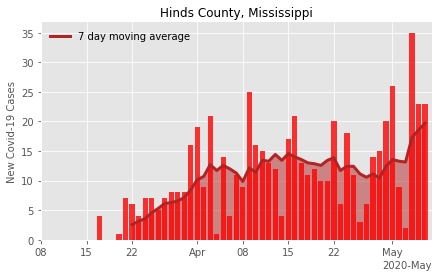 Hinds County, Mississippi
7 day moving average
New Covid-19 Cases
35
30
25
20
15
10
5
0
08 15 22 Apr 08 15 22 May
2020-May